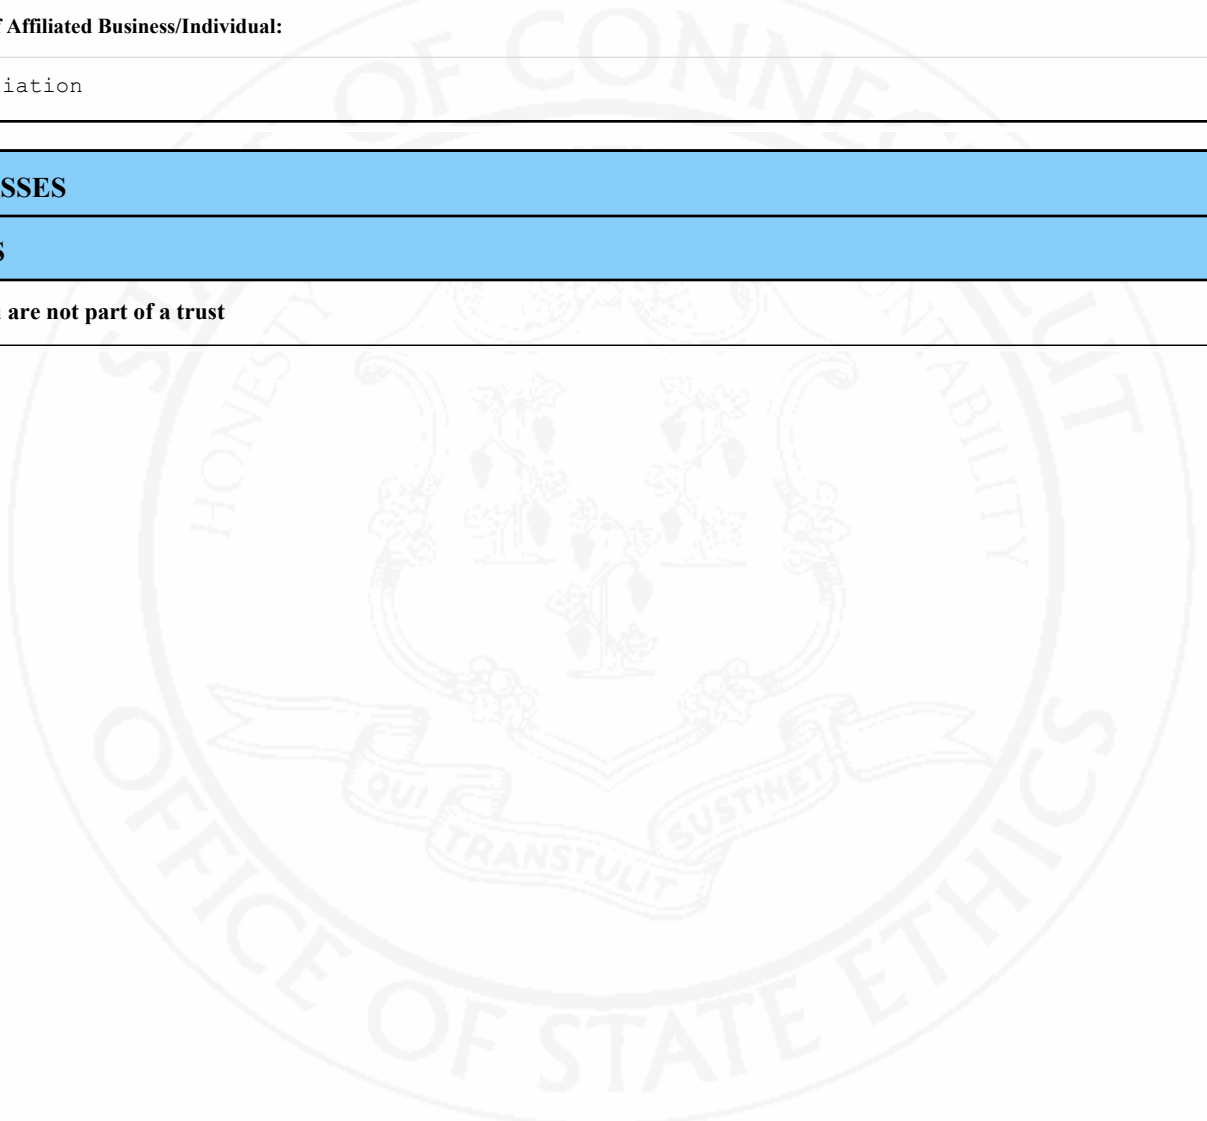 f Affiliated Business/Individual:
iation
SSES
S
are not part of a trust
STATE OF CONNECTICUT
HONESTY
ACCOUNTABILITY
QUI
TRANSTULIT
SUSTINET
OFFICE OF STATE ETHICS